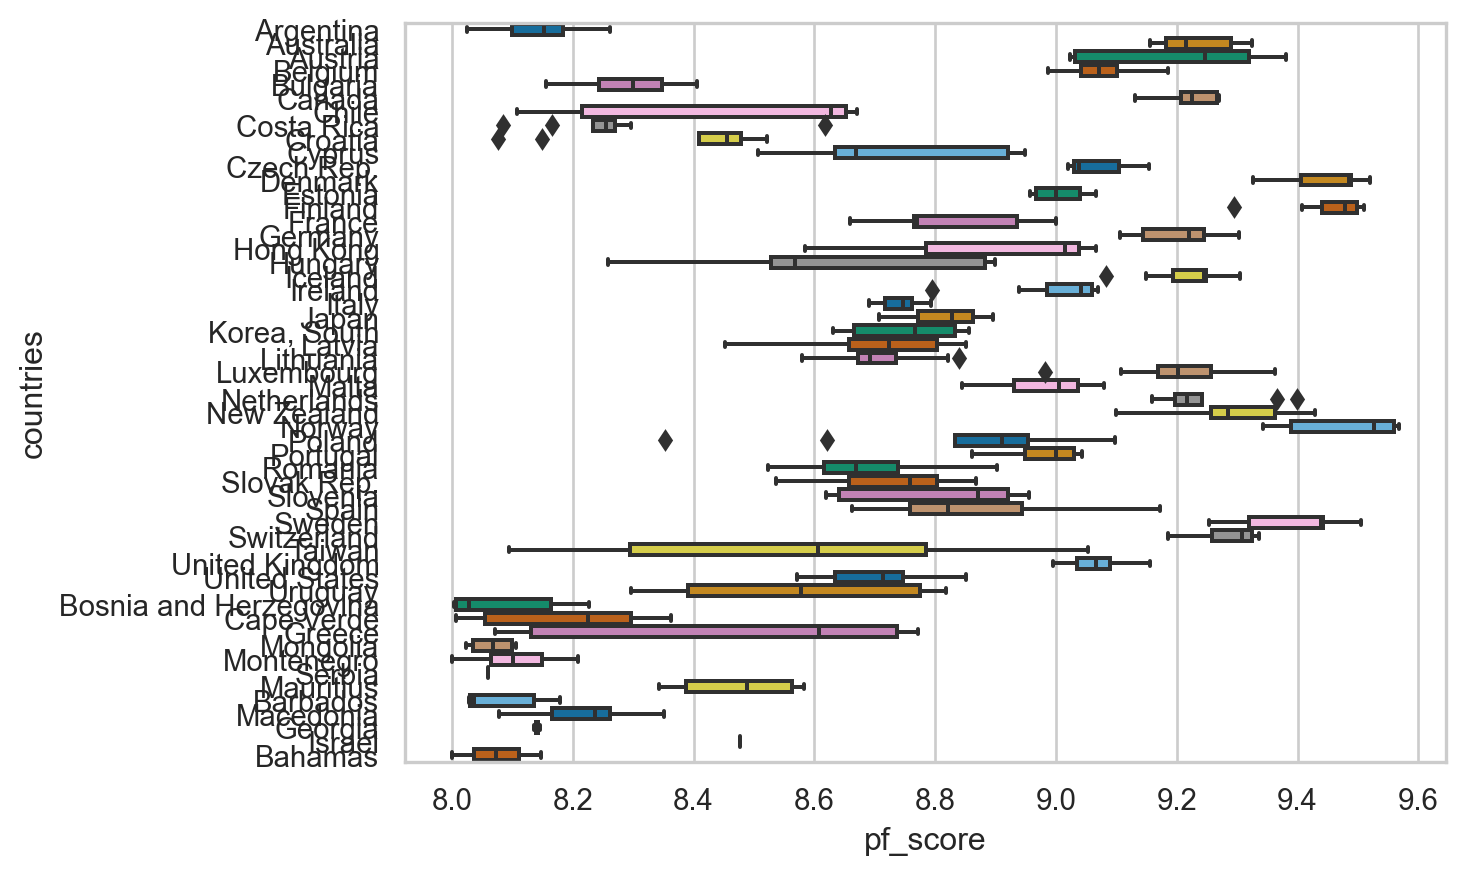 Argentina
Australia
Austria
Belgium
Bulgaria
Canada
Chile
Costa Rica
Croatia
Cyprus
Czech Rep.
Denmark
Estonia
Finland
France
Germany
Hong Kong
Hungary
Iceland
Ireland
Italy
Japan
Korea, South
Latvia
Lithuania
Luxembourg
Malta
Netherlands
New Zealand
Norway
Poland
Portugal
Romania
Slovak Rep.
Slovenia
Spain
Sweden
Switzerland
Taiwan
United Kingdom
United States
Uruguay
Bosnia and Herzegovina
Cape Verde
Greece
Mongolia
Montenegro
Serbia
Mauritius
Barbados
Macedonia
Georgia
Israel
Bahamas
countries
8.0 8.2 8.4 8.6 8.8 9.0 9.2 9.4 9.6
pf_score